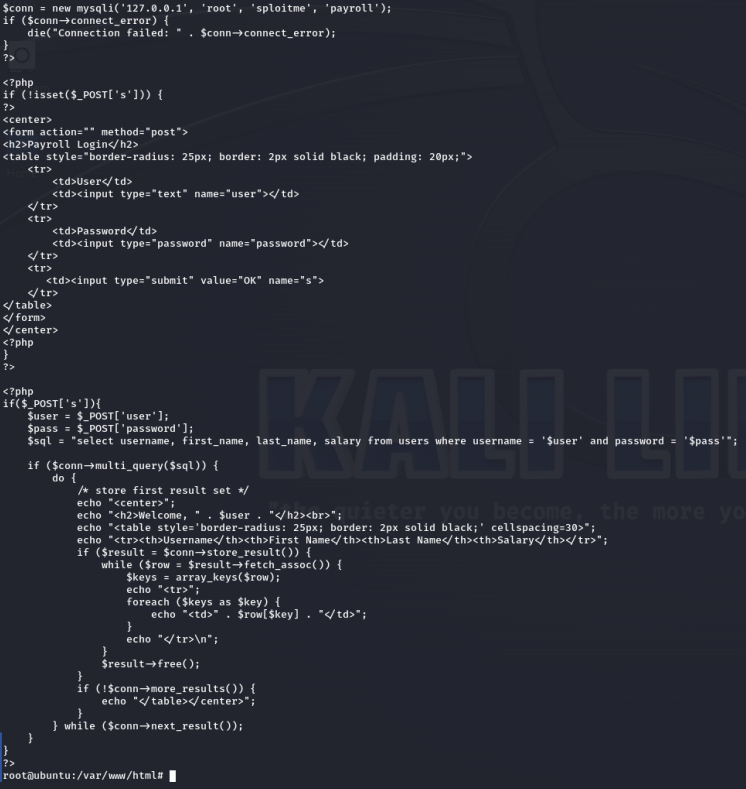 $conn = new mysqli('127.0.0.1', 'root', 'sploitme', 'payroll');
if ($conn->connect_error) {
    die("Connection failed: " . $conn->connect_error);
}
?>

<?php
if (!isset($_POST['s'])) {
?>
<center>
<form action="" method="post">
<h2>Payroll Login</h2>
<table style="border-radius: 25px; border: 2px solid black; padding: 20px;">
    <tr>
        <td>User</td>
        <td><input type="text" name="user"></td>
    </tr>
    <tr>
        <td>Password</td>
        <td><input type="password" name="password"></td>
    </tr>
    <tr>
       <td><input type="submit" value="OK" name="s">
    </tr>
</table>
</form>
</center>
<?php
}
?>

<?php
if($_POST['s']){
    $user = $_POST['user'];
    $pass = $_POST['password'];
    $sql = "select username, first_name, last_name, salary from users where username = '$user' and password = '$pass'";

    if ($conn->multi_query($sql)) {
        do {
            /* store first result set */
            echo "<center>";
            echo "<h2>Welcome, " . $user . "</h2><br>";
            echo "<table style='border-radius: 25px; border: 2px solid black;' cellspacing=30>";
            echo "<tr><th>Username</th><th>First Name</th><th>Last Name</th><th>Salary</th></tr>";
            if ($result = $conn->store_result()) {
                while ($row = $result->fetch_assoc()) {
                    $keys = array_keys($row);
                    echo "<tr>";
                    foreach ($keys as $key) {
                        echo "<td>" . $row[$key] . "</td>";
                    }
                    echo "</tr>\n";
                }
                $result->free();
            }
            if (!$conn->more_results()) {
                echo "</table></center>";
            }
        } while ($conn->next_result());
    }
}
?>
root@ubuntu:/var/www/html#
KALI
quieter you become, the more